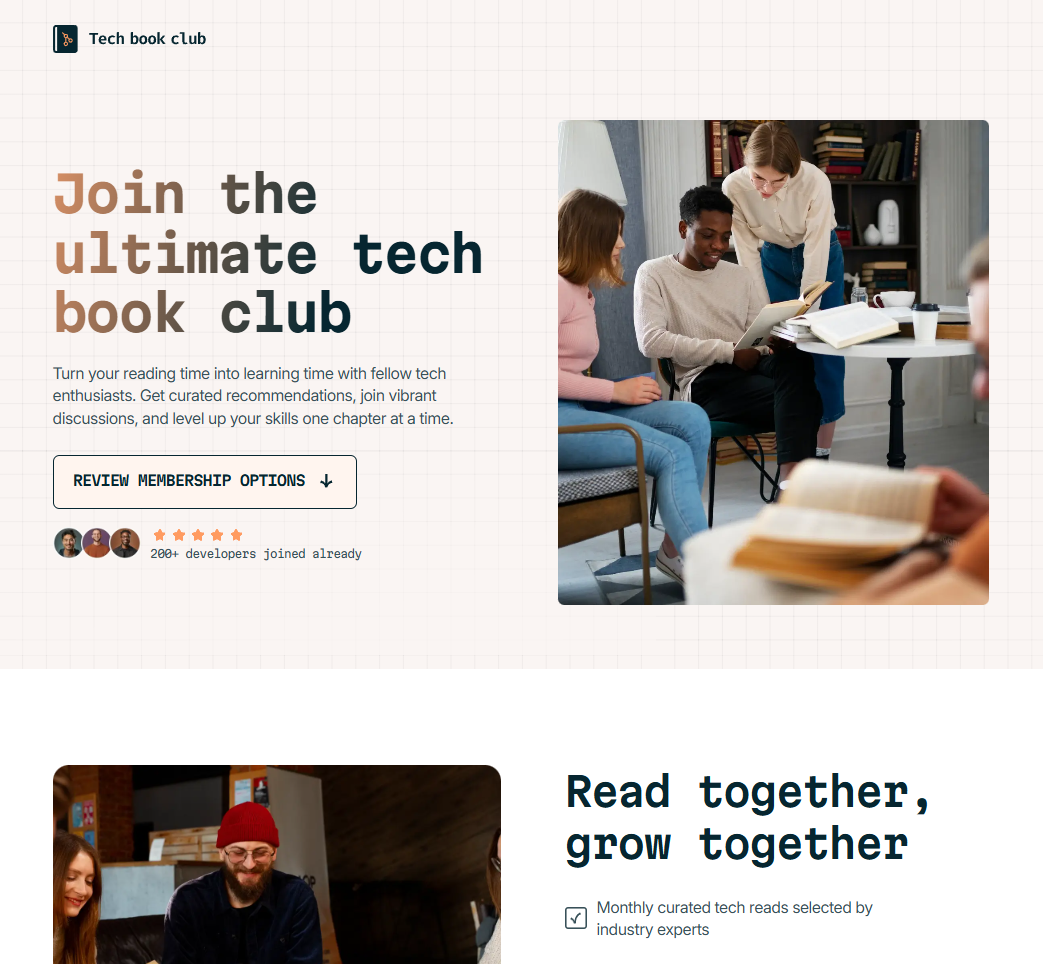 Tech book club
Join the
ultimate tech
book club
Turn your reading time into learning time with fellow tech
enthusiasts. Get curated recommendations, join vibrant
discussions, and level up your skills one chapter at a time.
REVIEW MEMBERSHIP OPTIONS ↓
200+ developers joined already
Read together,
grow together
Monthly curated tech reads selected by
industry experts